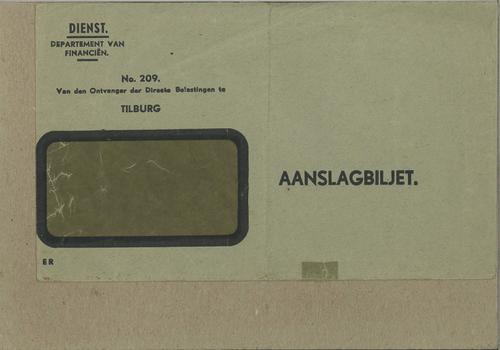 DIENST.
DEPARTEMENT VAN
FINANCIËN.
No. 209.
Van den Ontvanger der Directe Belastingen te
TILBURG
AANSLAGBILJET.
ER